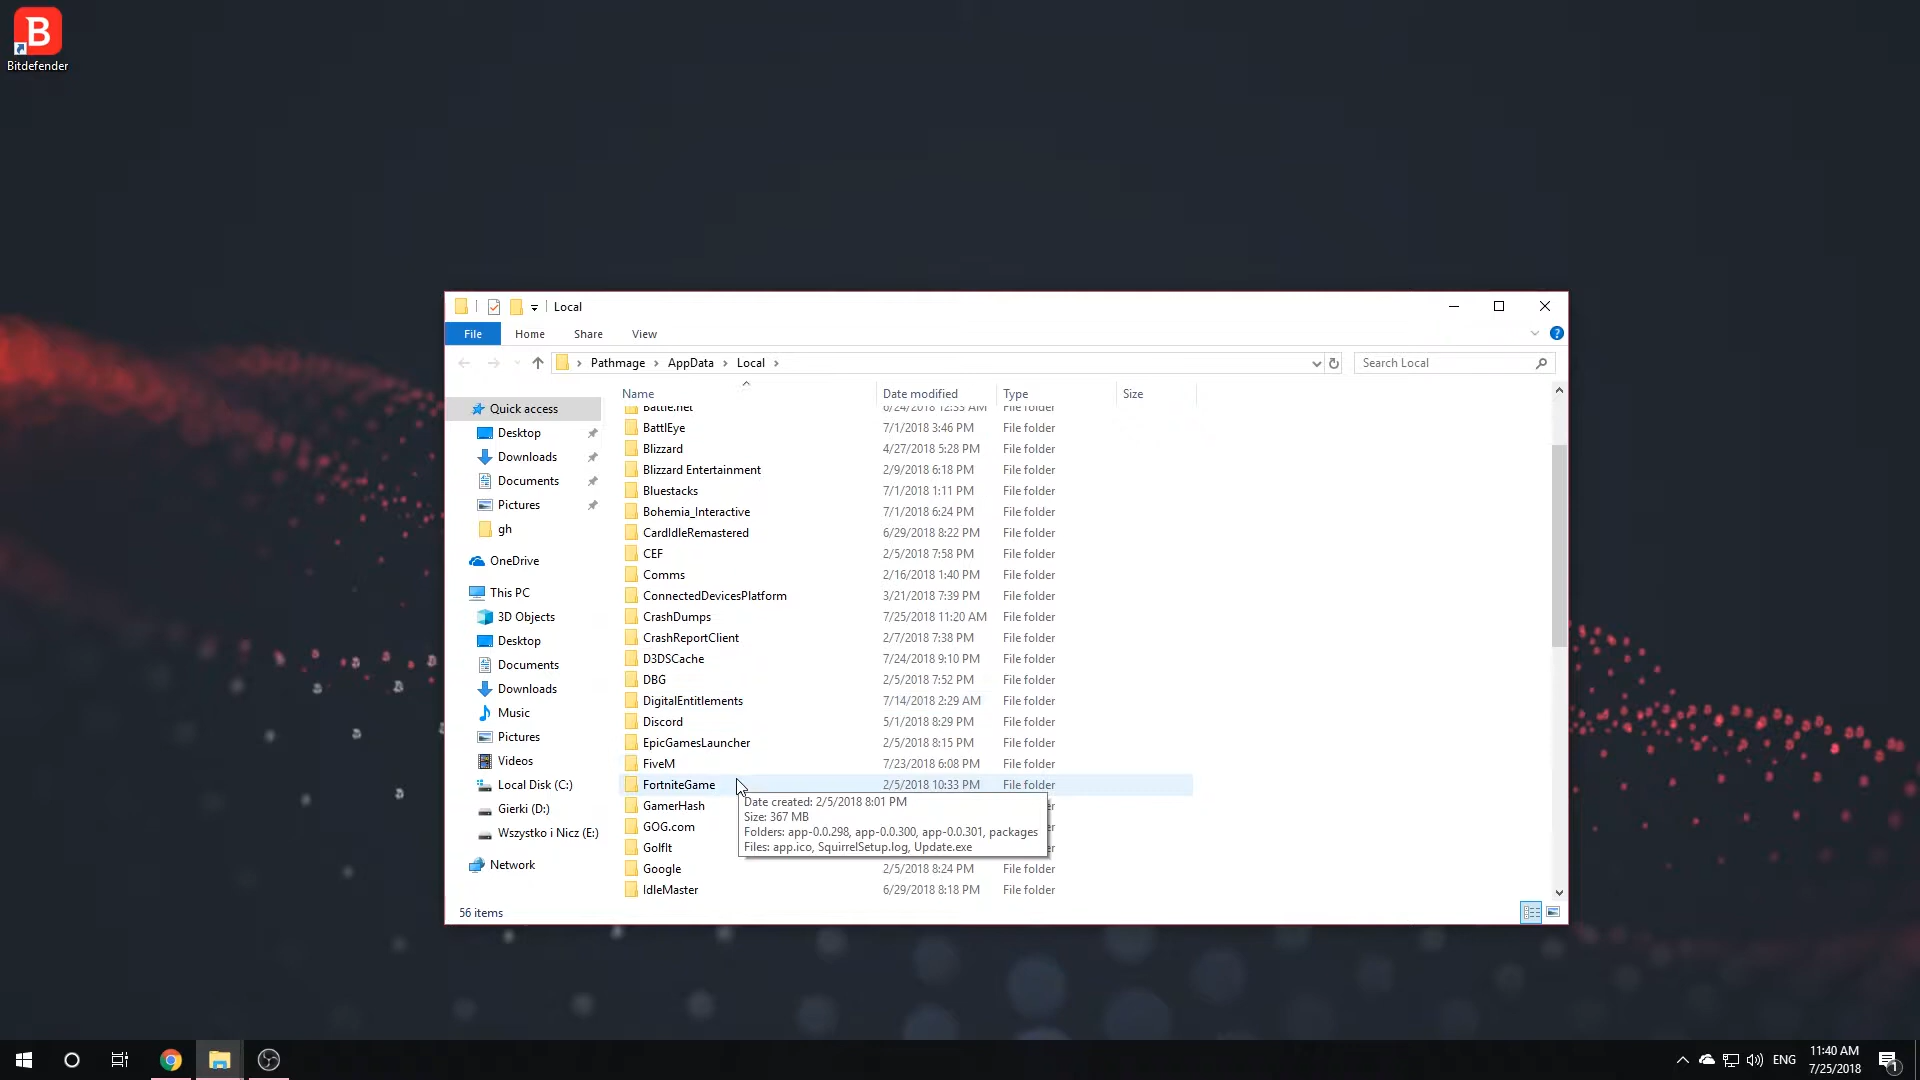 B
Bitdefender
Local
File Home Share View
Pathmage AppData Local
Search Local
Name Date modified Type Size
Quick access
Desktop
Downloads
Documents
Pictures
gh
OneDrive
This PC
3D Objects
Desktop
Documents
Downloads
Music
Pictures
Videos
Local Disk (C:)
Gierki (D:)
Wszystko i Nicz (E:)
Network
Battle.net 6/24/2018 12:33 AM File folder
BattlEye 7/1/2018 3:46 PM File folder
Blizzard 4/27/2018 5:28 PM File folder
Blizzard Entertainment 2/9/2018 6:18 PM File folder
Bluestacks 7/1/2018 1:11 PM File folder
Bohemia_Interactive 7/1/2018 6:24 PM File folder
CardIdleRemastered 6/29/2018 8:22 PM File folder
CEF 2/5/2018 7:58 PM File folder
Comms 2/16/2018 1:40 PM File folder
ConnectedDevicesPlatform 3/21/2018 7:39 PM File folder
CrashDumps 7/25/2018 11:20 AM File folder
CrashReportClient 2/7/2018 7:38 PM File folder
D3DSCache 7/24/2018 9:10 PM File folder
DBG 2/5/2018 7:52 PM File folder
DigitalEntitlements 7/14/2018 2:29 AM File folder
Discord 5/1/2018 8:29 PM File folder
EpicGamesLauncher 2/5/2018 8:15 PM File folder
FiveM 7/23/2018 6:08 PM File folder
FortniteGame 2/5/2018 10:33 PM File folder
GamerHash
GOG.com
GolfIt
Google 2/5/2018 8:24 PM File folder
IdleMaster 6/29/2018 8:18 PM File folder
Date created: 2/5/2018 8:01 PM
Size: 367 MB
Folders: app-0.0.298, app-0.0.300, app-0.0.301, packages
Files: app.ico, SquirrelSetup.log, Update.exe
56 items
ENG
11:40 AM
7/25/2018
1